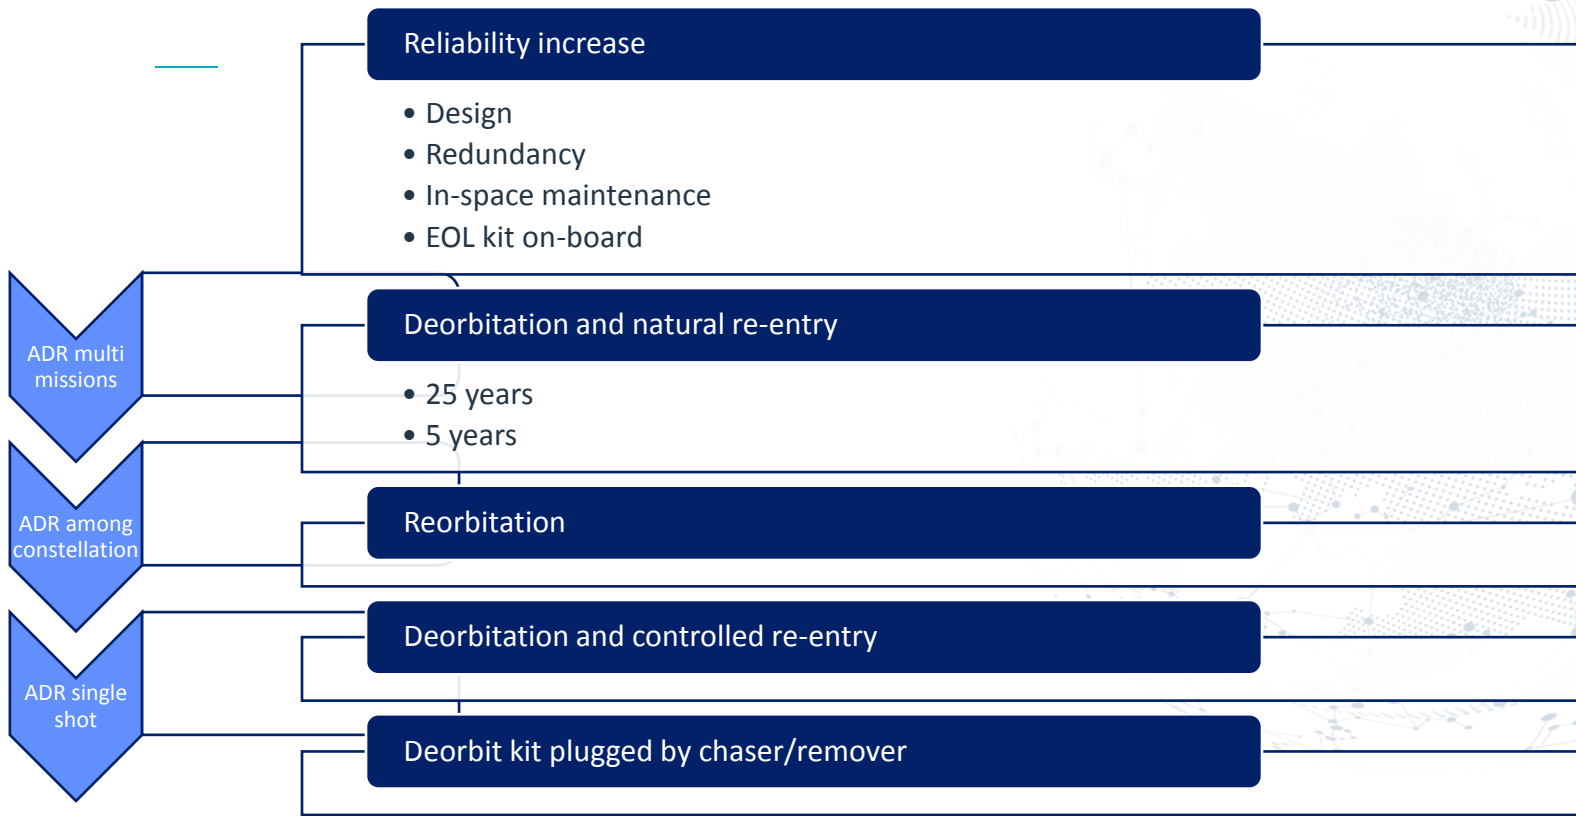 Reliability increase
• Design
• Redundancy
• In-space maintenance
• EOL kit on-board
ADR multi
missions
Deorbitation and natural re-entry
• 25 years
• 5 years
ADR among
constellation
Reorbitation
ADR single
shot
Deorbitation and controlled re-entry
Deorbit kit plugged by chaser/remover